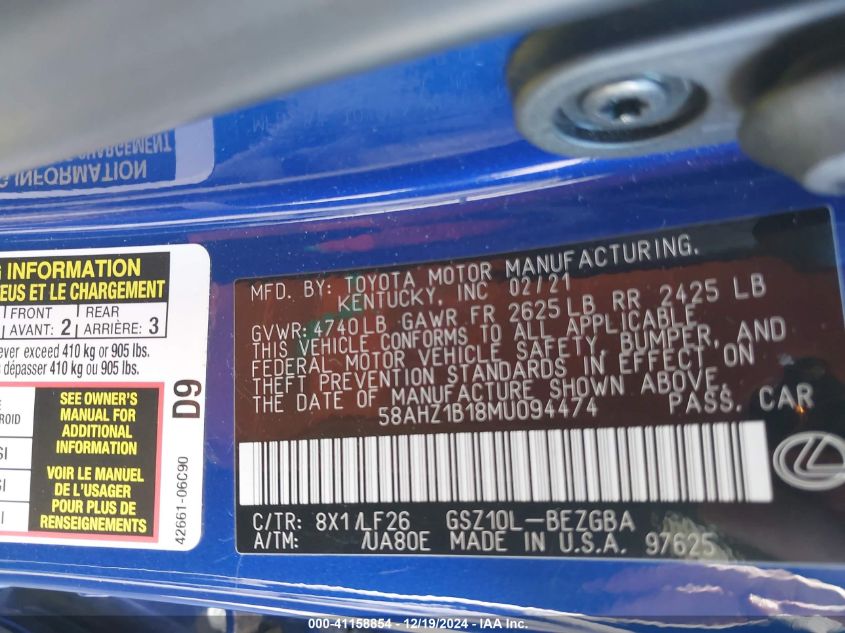 G INFORMATION
G INFORMATION
EUS ET LE CHARGEMENT
FRONT REAR
AVANT: 2 ARRIÈRE: 3
ever exceed 410 kg or 905 lbs.
dépasser 410 kg ou 905 lbs.
SEE OWNER'S
MANUAL FOR
ADDITIONAL
INFORMATION
VOIR LE MANUEL
DE L'USAGER
POUR PLUS DE
RENSEIGNEMENTS
D9
42661-06C90
MFD. BY: TOYOTA MOTOR MANUFACTURING.
KENTUCKY, INC 02/21
GVWR: 4740LB GAWR FR 2625LB RR 2425 LB
THIS VEHICLE CONFORMS TO ALL APPLICABLE
FEDERAL MOTOR VEHICLE SAFETY, BUMPER, AND
THEFT PREVENTION STANDARDS IN EFFECT ON
THE DATE OF MANUFACTURE SHOWN ABOVE.
58AHZ1B18MU094474 PASS. CAR
C/TR: 8X1/LF26 GSZ10L-BEZGBA
A/TM: /UA80E MADE IN U.S.A. 97625
000-41158854 / 12/19/2024 - IAA Inc.